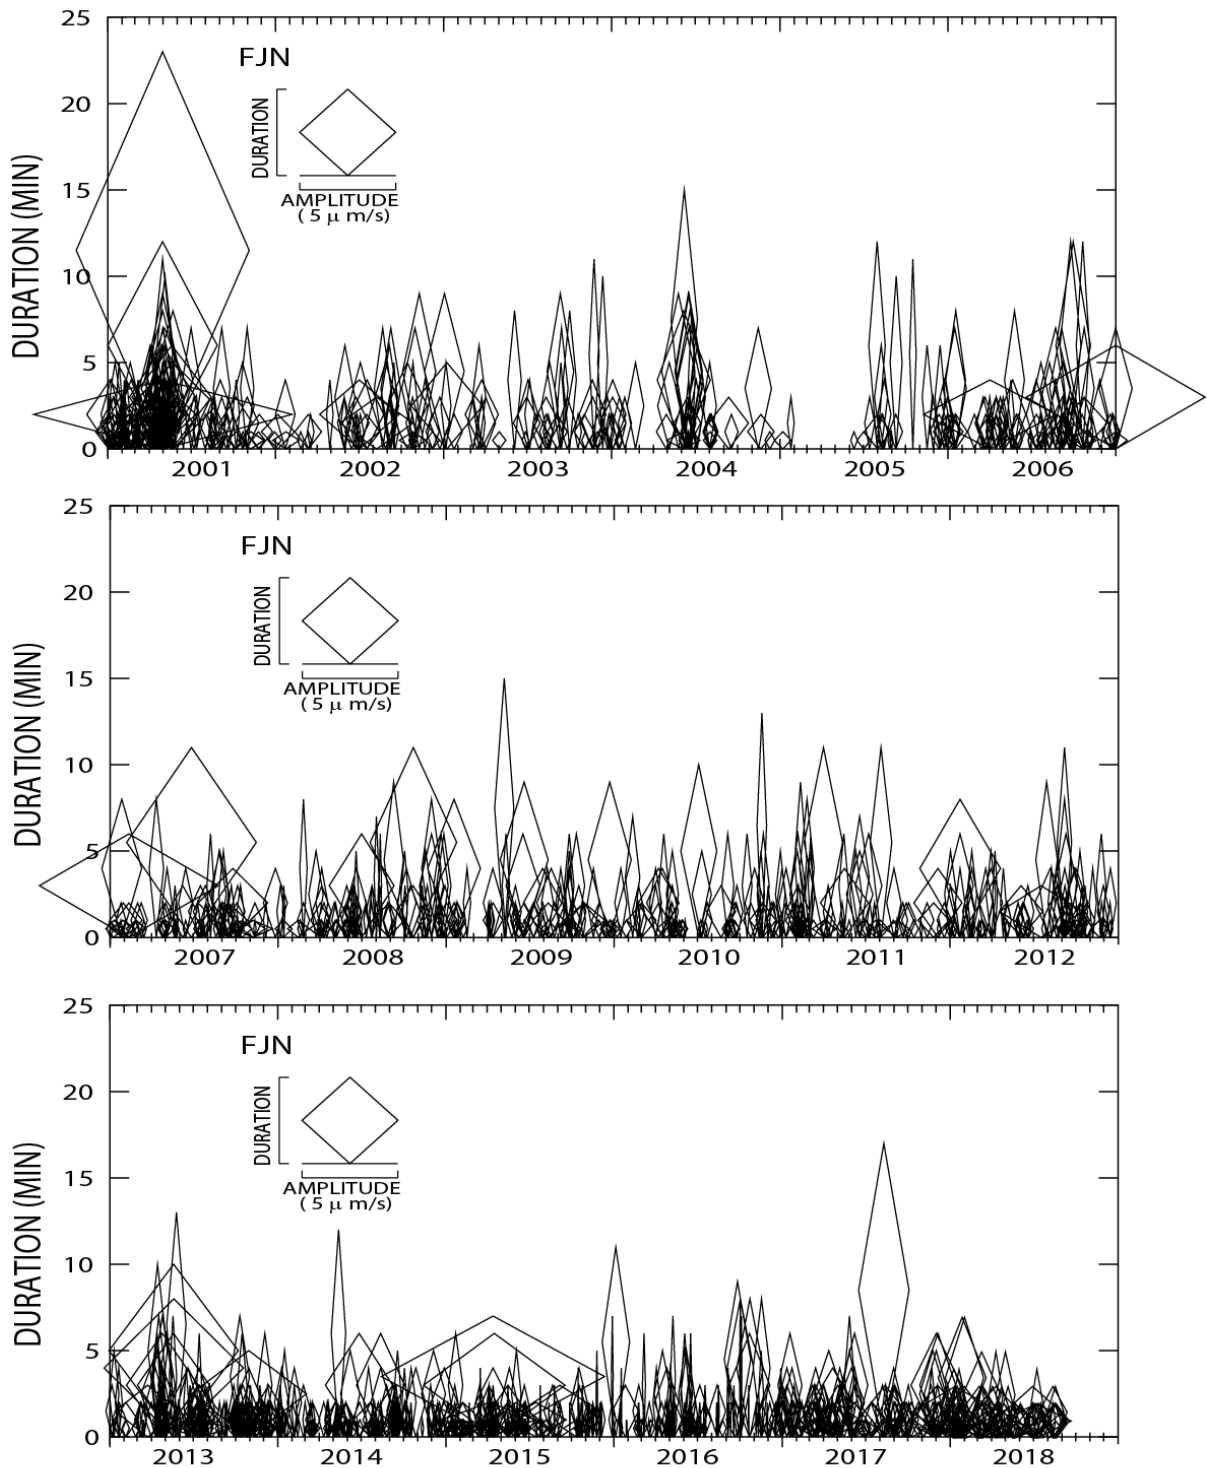 25
FJN
20
DURATION
15
AMPLITUDE
( 5 μ m/s)
DURATION (MIN)
10
5
0
2001 2002 2003 2004 2005 2006
25
FJN
20
DURATION
15
AMPLITUDE
( 5 μ m/s)
DURATION (MIN)
10
5
0
2007 2008 2009 2010 2011 2012
25
FJN
20
DURATION
15
AMPLITUDE
( 5 μ m/s)
DURATION (MIN)
10
5
0
2013 2014 2015 2016 2017 2018